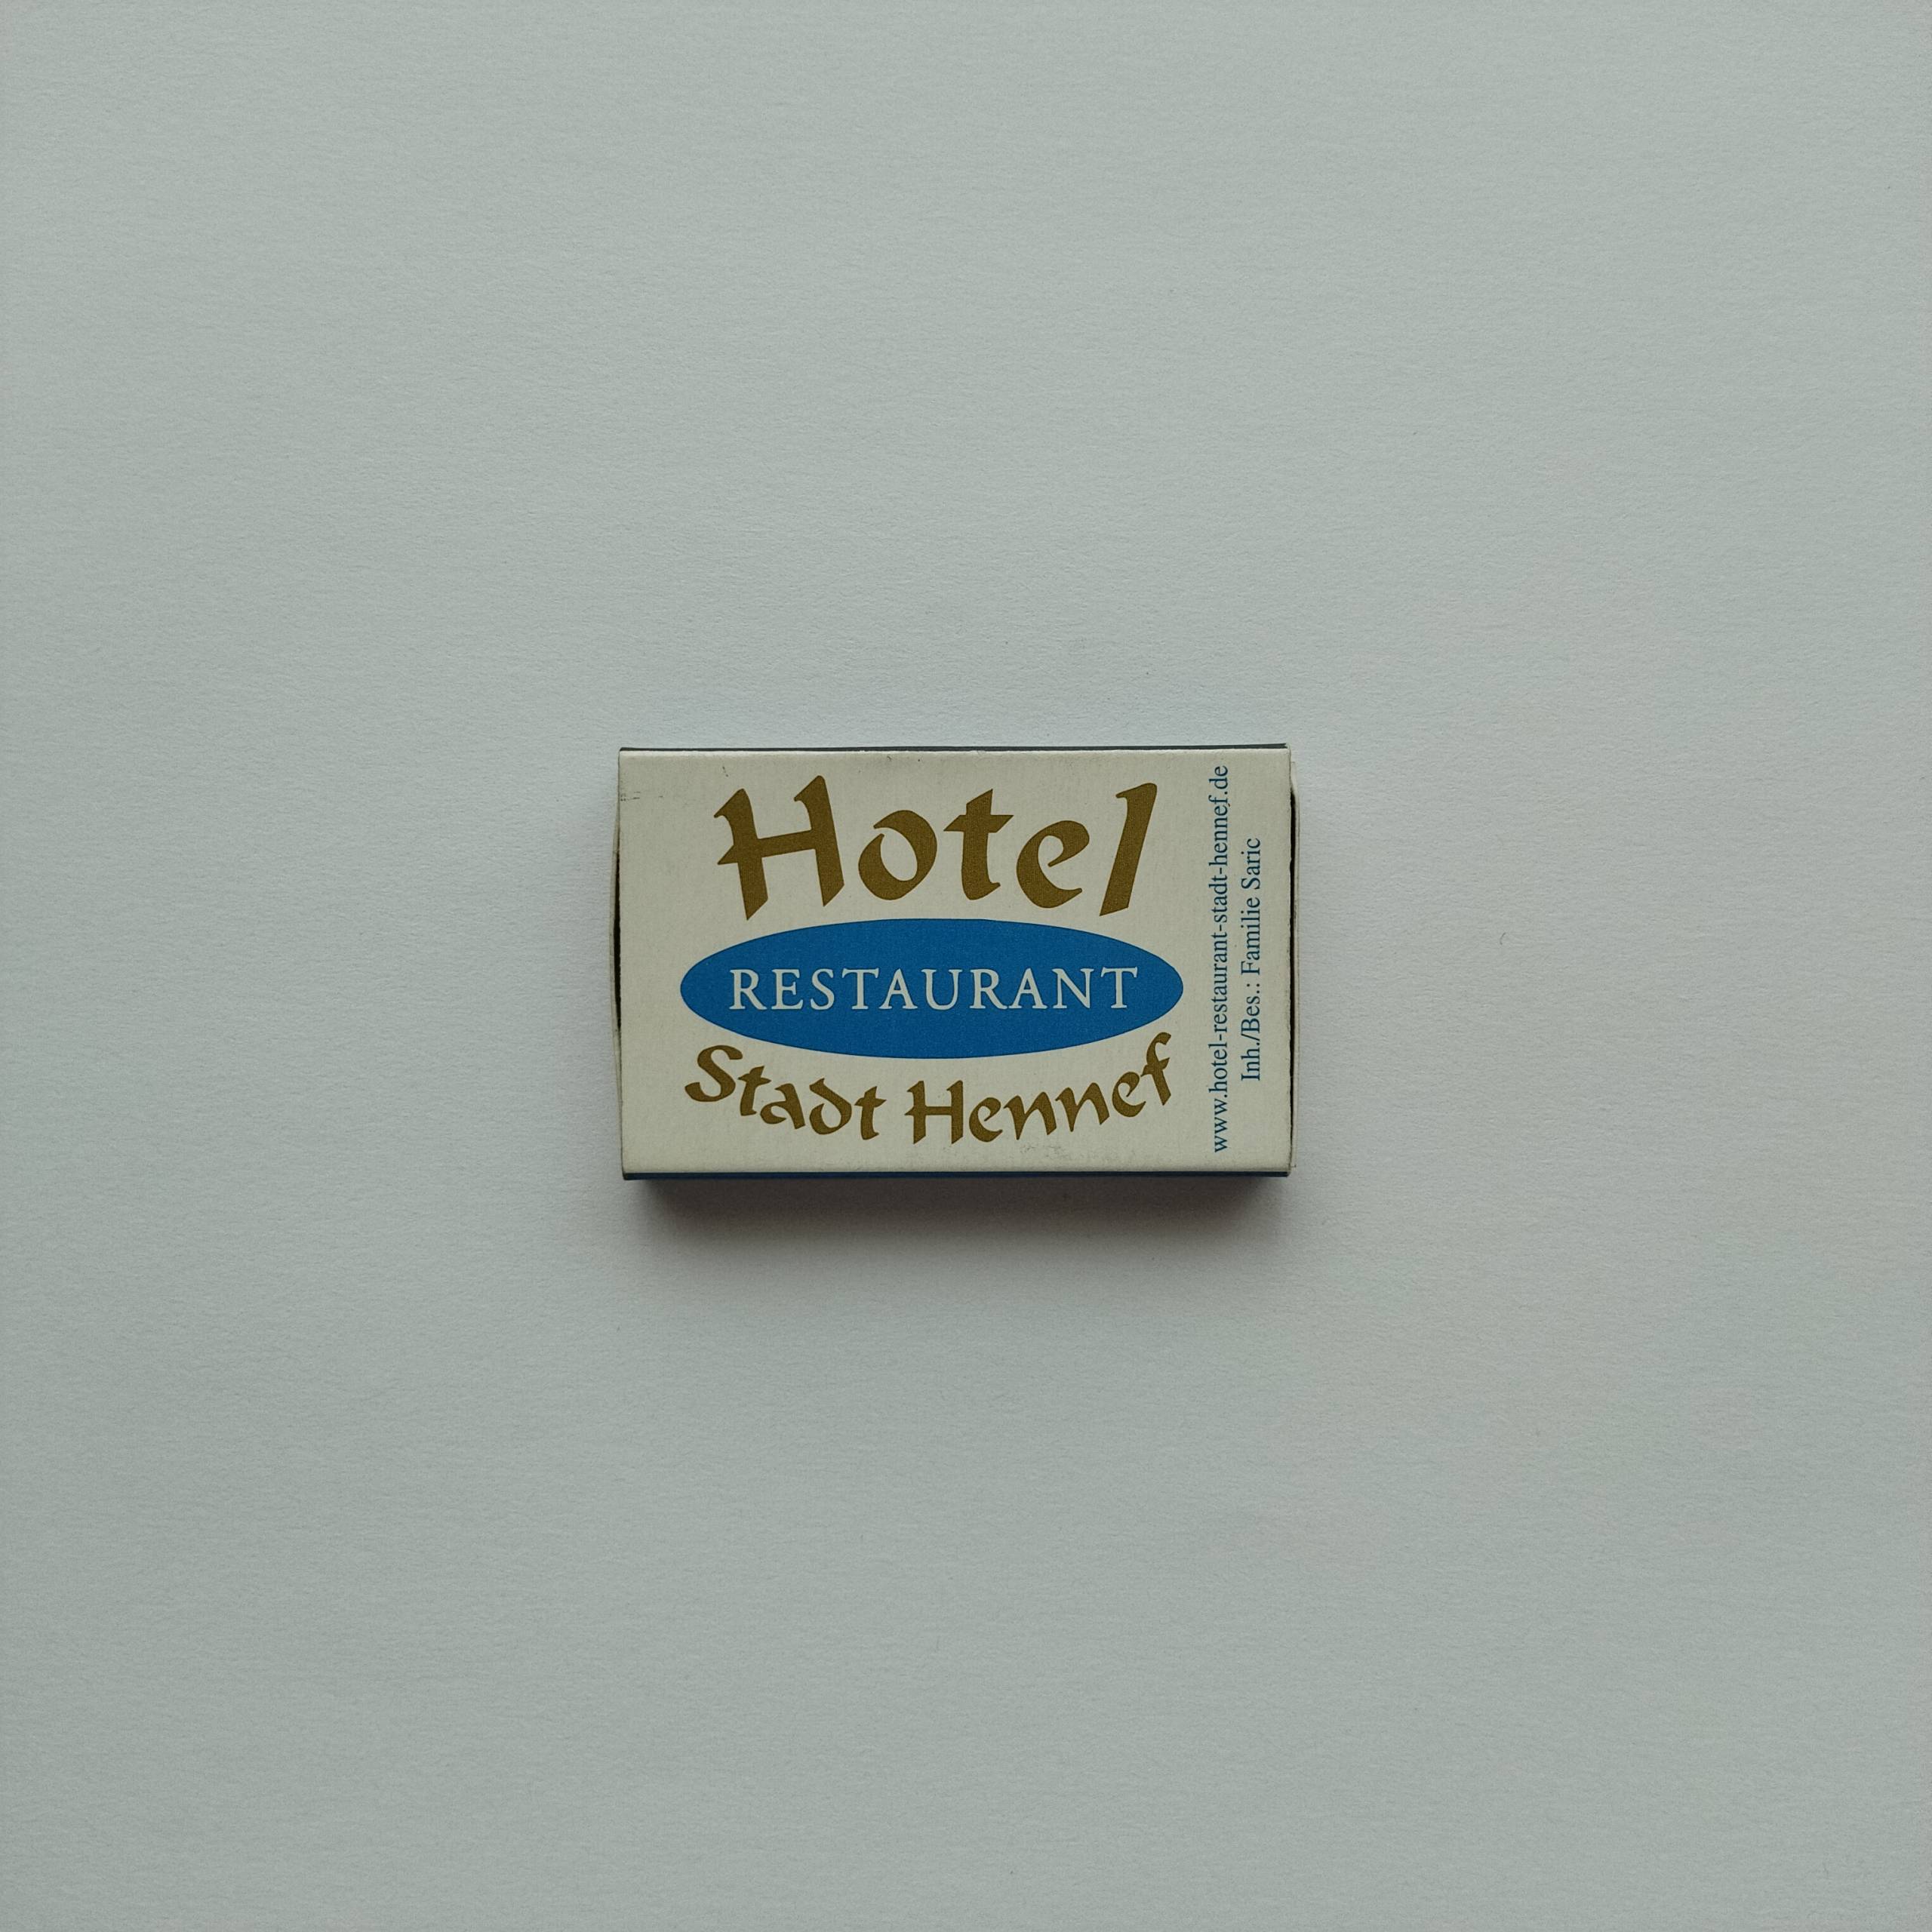 Hotel
RESTAURANT
Stadt Hennef
www.hotel-restaurant-stadt-hennef.de
Inh./Bes.: Familie Saric